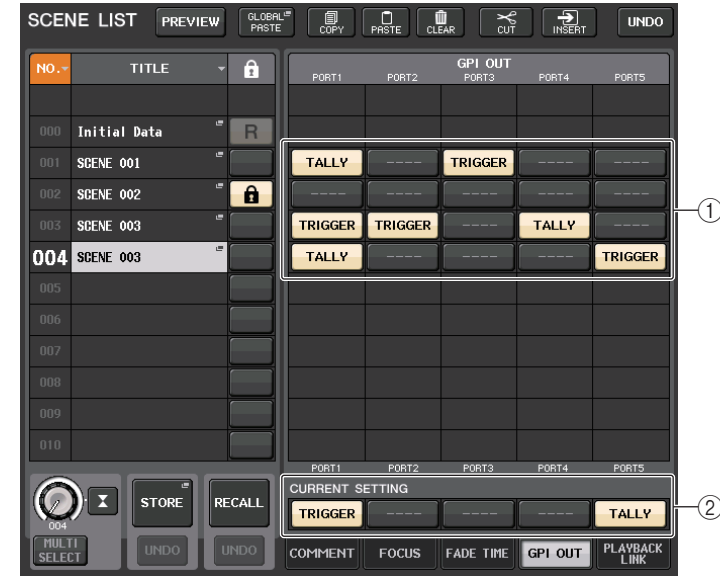 SCENE LIST PREVIEW GLOBAL PASTE COPY PASTE CLEAR CUT INSERT UNDO
NO. TITLE GPI OUT
PORT1 PORT2 PORT3 PORT4 PORT5
000 Initial Data R
001 SCENE 001 TALLY ---- TRIGGER ---- ----
002 SCENE 002 ---- ---- ---- ---- ----
003 SCENE 003 TRIGGER TRIGGER ---- TALLY ----
004 SCENE 003 TALLY ---- ---- ---- TRIGGER
①
005
006
007
008
009
010
PORT1 PORT2 PORT3 PORT4 PORT5
CURRENT SETTING
TRIGGER ---- ---- ---- TALLY
②
004 STORE RECALL
MULTI SELECT UNDO UNDO
COMMENT FOCUS FADE TIME GPI OUT PLAYBACK LINK